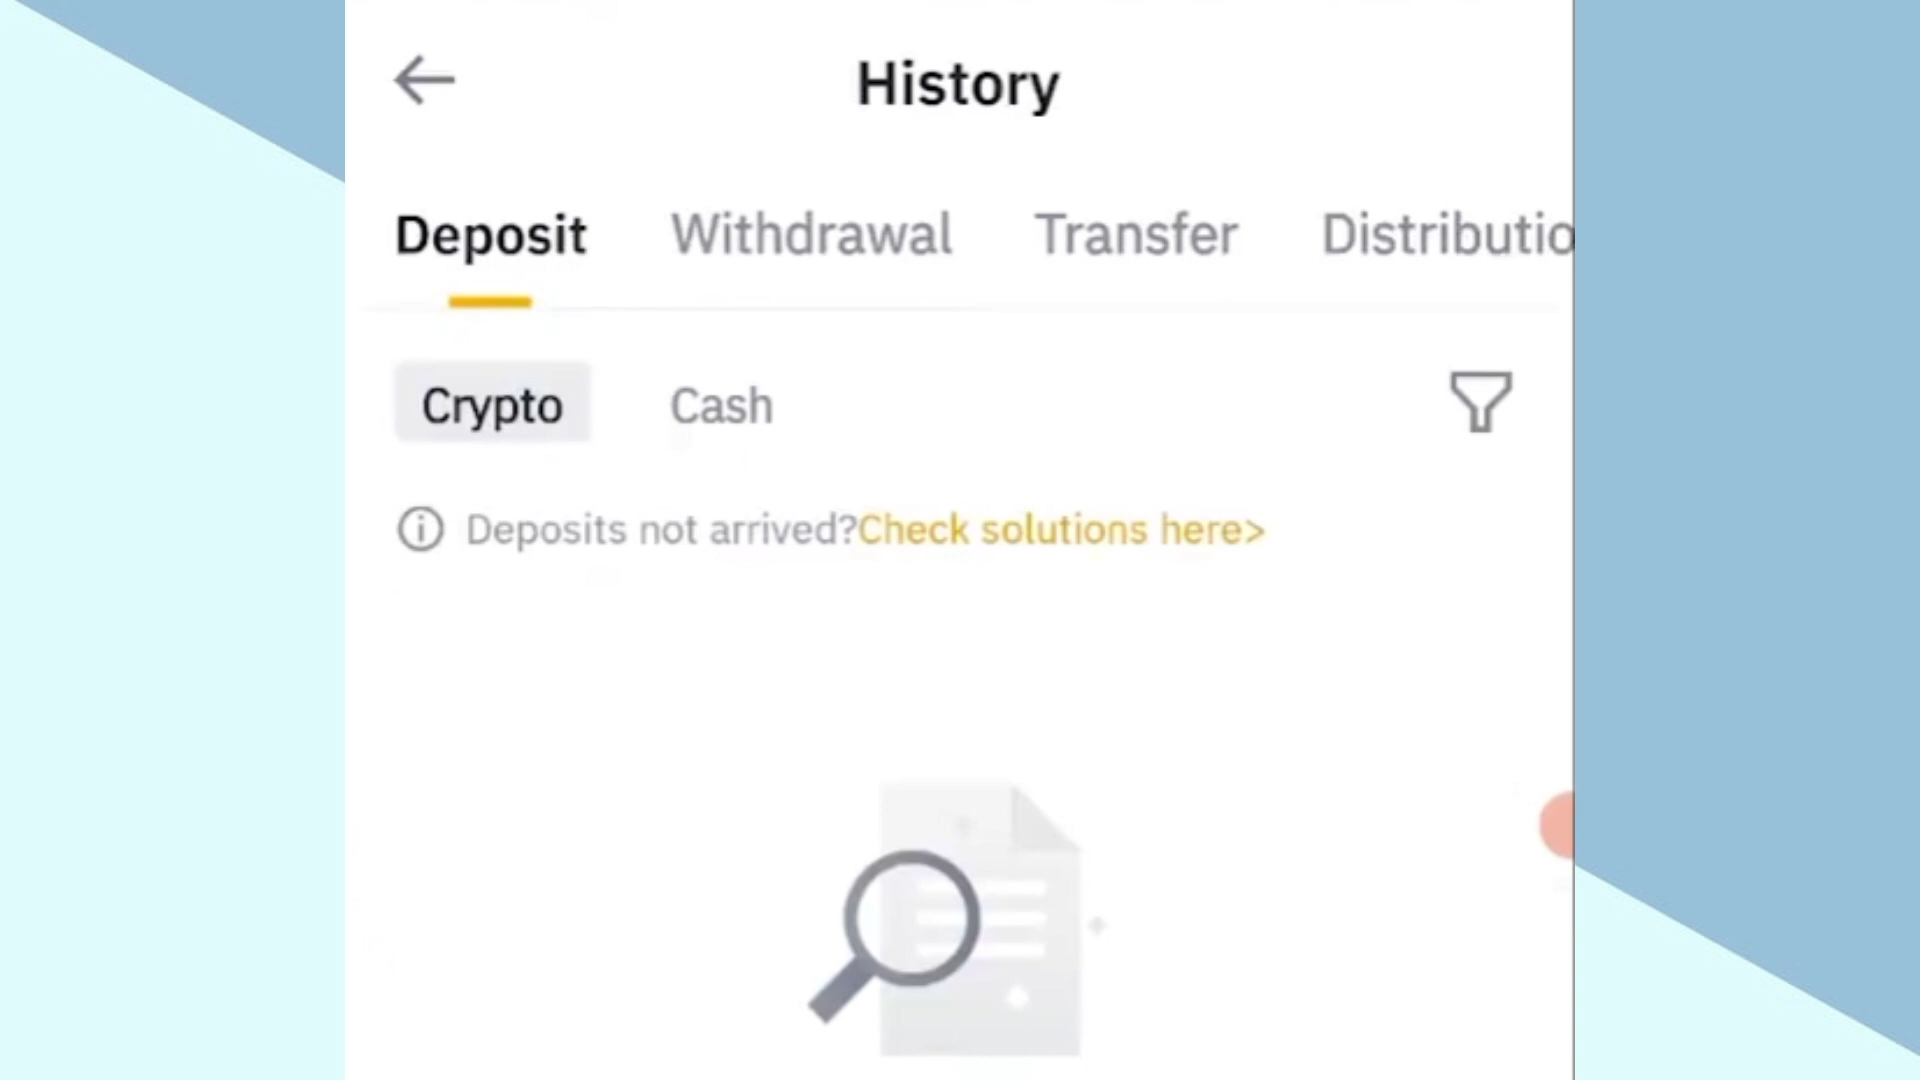 History
Deposit Withdrawal Transfer Distributio
Crypto Cash
Deposits not arrived?Check solutions here>